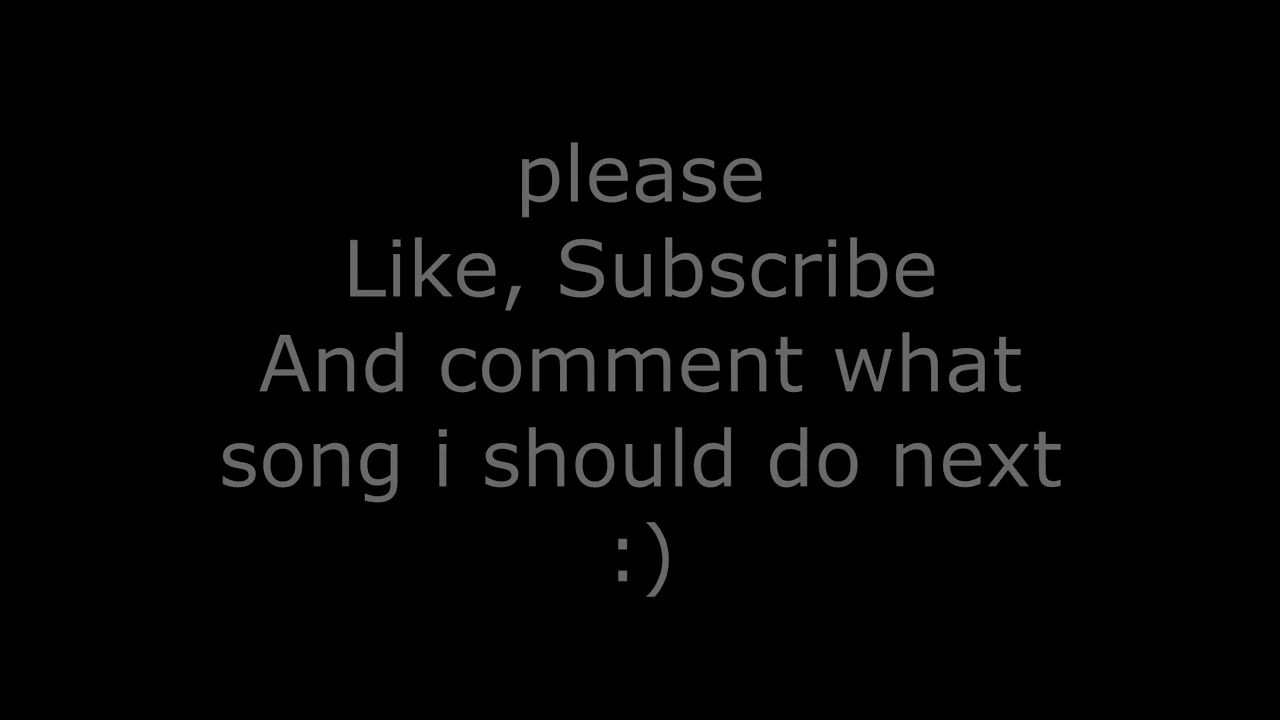 please
Like, Subscribe
And comment what
song i should do next
:)